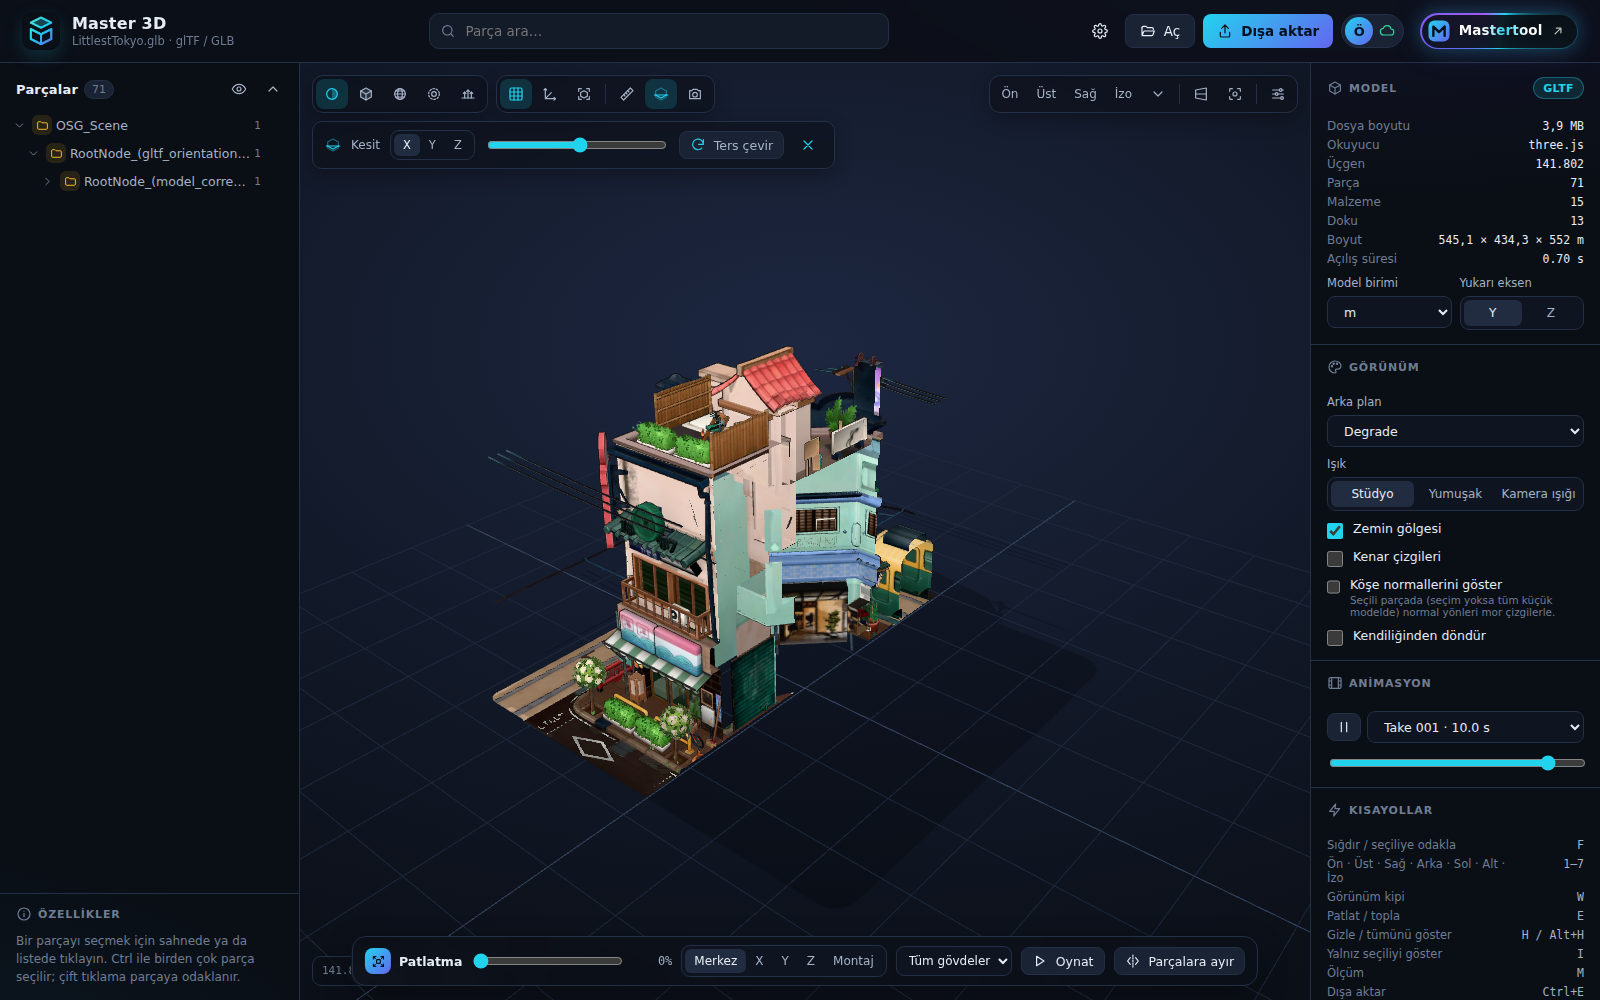 Master 3D
LittlestTokyo.glb · glTF / GLB
Parça ara…
Aç
Dışa aktar
Ö
Mastertool
Parçalar 71
OSG_Scene 1
RootNode_(gltf_orientation... 1
RootNode_(model_corre... 1
ÖZELLİKLER
Bir parçayı seçmek için sahnede ya da
listede tıklayın. Ctrl ile birden çok parça
seçilir; çift tıklama parçaya odaklanır.
Ön Üst Sağ İzo
Kesit X Y Z Ters çevir
Patlatma 0% Merkez X Y Z Montaj Tüm gövdeler Oynat Parçalara ayır
MODEL GLTF
Dosya boyutu 3,9 MB
Okuyucu three.js
Üçgen 141.802
Parça 71
Malzeme 15
Doku 13
Boyut 545,1 × 434,3 × 552 m
Açılış süresi 0.70 s
Model birimi Yukarı eksen
m Y Z
GÖRÜNÜM
Arka plan
Degrade
Işık
Stüdyo Yumuşak Kamera ışığı
Zemin gölgesi
Kenar çizgileri
Köşe normallerini göster
Seçili parçada (seçim yoksa tüm küçük
modelde) normal yönleri mor çizgilerle.
Kendiliğinden döndür
ANİMASYON
Take 001 · 10.0 s
KISAYOLLAR
Sığdır / seçiliye odakla F
Ön · Üst · Sağ · Arka · Sol · Alt · 1–7
İzo
Görünüm kipi W
Patlat / topla E
Gizle / tümünü göster H / Alt+H
Yalnız seçiliyi göster I
Ölçüm M
Dışa aktar Ctrl+E